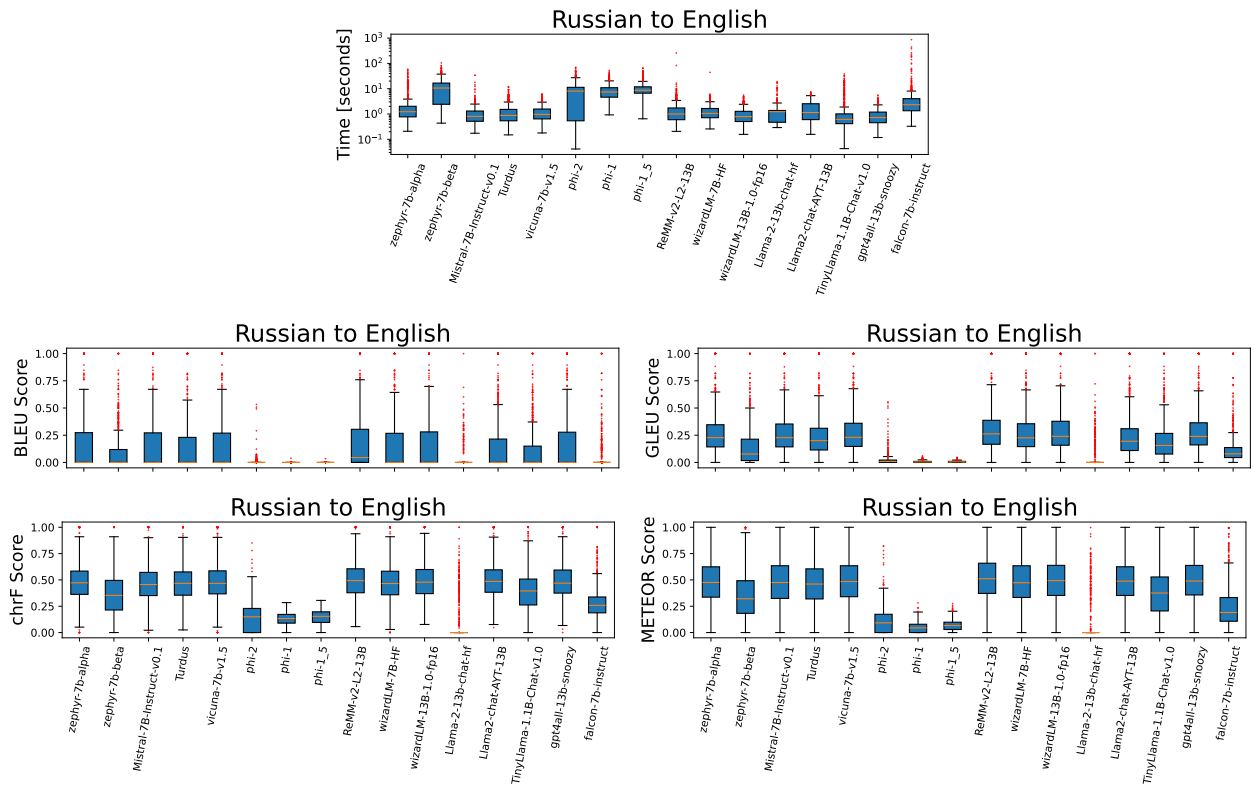 Russian to English
Time [seconds]
10³
10²
10¹
10⁰
10⁻¹
zephyr-7b-alpha
zephyr-7b-beta
Mistral-7B-Instruct-v0.1
Turdus
vicuna-7b-v1.5
phi-2
phi-1
phi-1_5
ReMM-v2-L2-13B
wizardLM-7B-HF
wizardLM-13B-1.0-fp16
Llama-2-13b-chat-hf
Llama2-chat-AYT-13B
TinyLlama-1.1B-Chat-v1.0
gpt4all-13b-snoozy
falcon-7b-instruct
Russian to English
BLEU Score
1.00
0.75
0.50
0.25
0.00
Russian to English
GLEU Score
1.00
0.75
0.50
0.25
0.00
Russian to English
chrF Score
1.00
0.75
0.50
0.25
0.00
zephyr-7b-alpha
zephyr-7b-beta
Mistral-7B-Instruct-v0.1
Turdus
vicuna-7b-v1.5
phi-2
phi-1
phi-1_5
ReMM-v2-L2-13B
wizardLM-7B-HF
wizardLM-13B-1.0-fp16
Llama-2-13b-chat-hf
Llama2-chat-AYT-13B
TinyLlama-1.1B-Chat-v1.0
gpt4all-13b-snoozy
falcon-7b-instruct
Russian to English
METEOR Score
1.00
0.75
0.50
0.25
0.00
zephyr-7b-alpha
zephyr-7b-beta
Mistral-7B-Instruct-v0.1
Turdus
vicuna-7b-v1.5
phi-2
phi-1
phi-1_5
ReMM-v2-L2-13B
wizardLM-7B-HF
wizardLM-13B-1.0-fp16
Llama-2-13b-chat-hf
Llama2-chat-AYT-13B
TinyLlama-1.1B-Chat-v1.0
gpt4all-13b-snoozy
falcon-7b-instruct